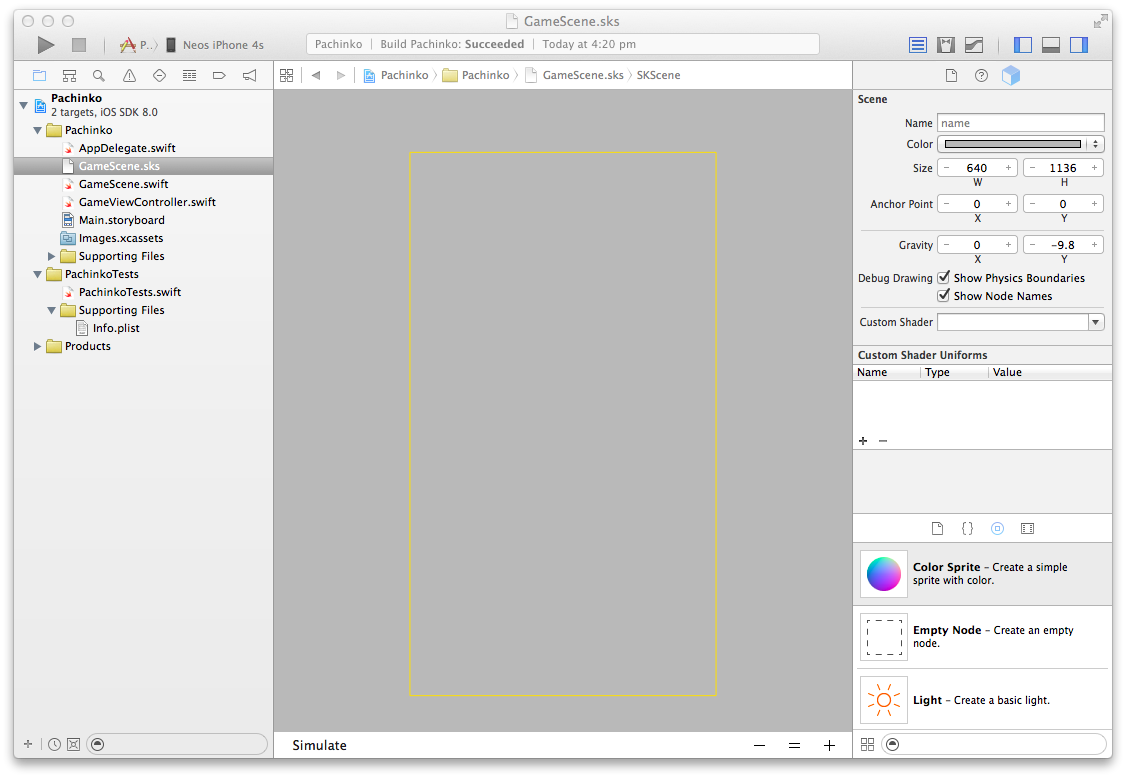 GameScene.sks
P..〉 Neos iPhone 4s
Pachinko | Build Pachinko: Succeeded | Today at 4:20 pm
Pachinko 〉 Pachinko 〉 GameScene.sks 〉 SKScene
Pachinko
2 targets, iOS SDK 8.0
Pachinko
AppDelegate.swift
GameScene.sks
GameScene.swift
GameViewController.swift
Main.storyboard
Images.xcassets
Supporting Files
PachinkoTests
PachinkoTests.swift
Supporting Files
Info.plist
Products
Simulate
Scene
Name name
Color
Size − 640 + − 1136 +
W H
Anchor Point − 0 + − 0 +
X Y
Gravity − 0 + − -9.8 +
X Y
Debug Drawing Show Physics Boundaries
Show Node Names
Custom Shader
Custom Shader Uniforms
Name Type Value
+ −
{}
Color Sprite – Create a simple
sprite with color.
Empty Node – Create an empty
node.
Light – Create a basic light.